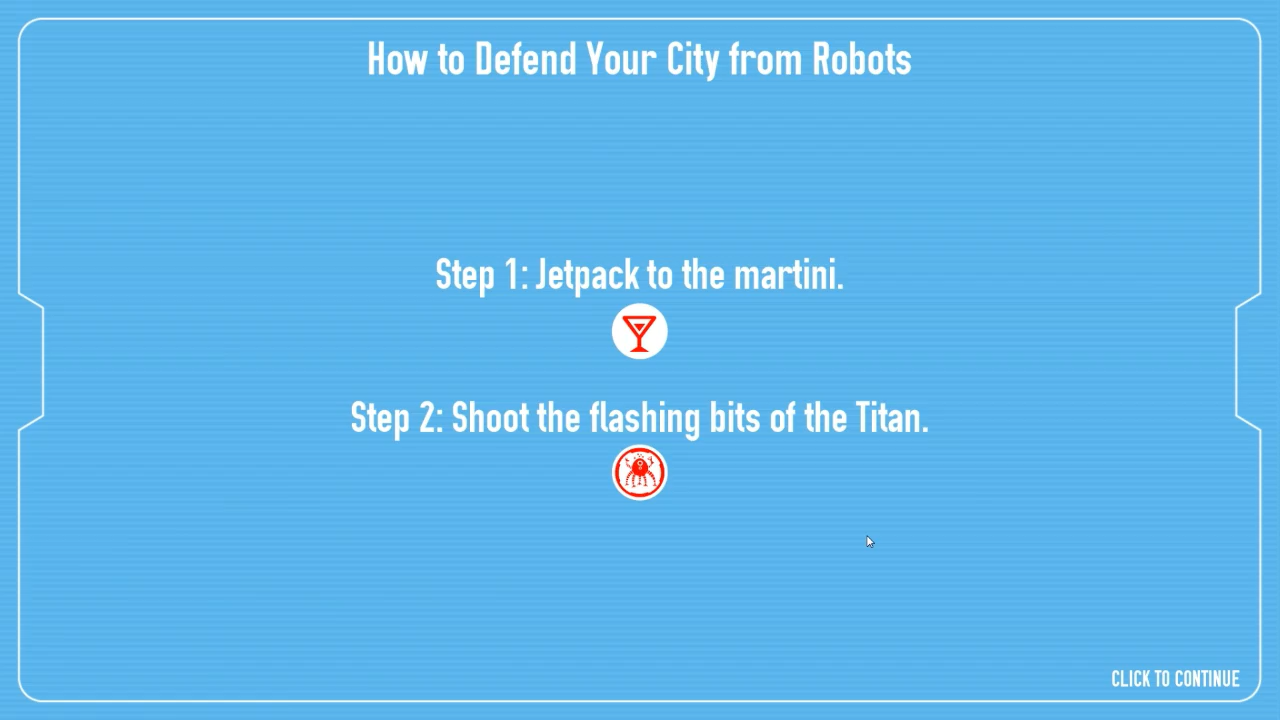 How to Defend Your City from Robots
Step 1: Jetpack to the martini.
Step 2: Shoot the flashing bits of the Titan.
CLICK TO CONTINUE